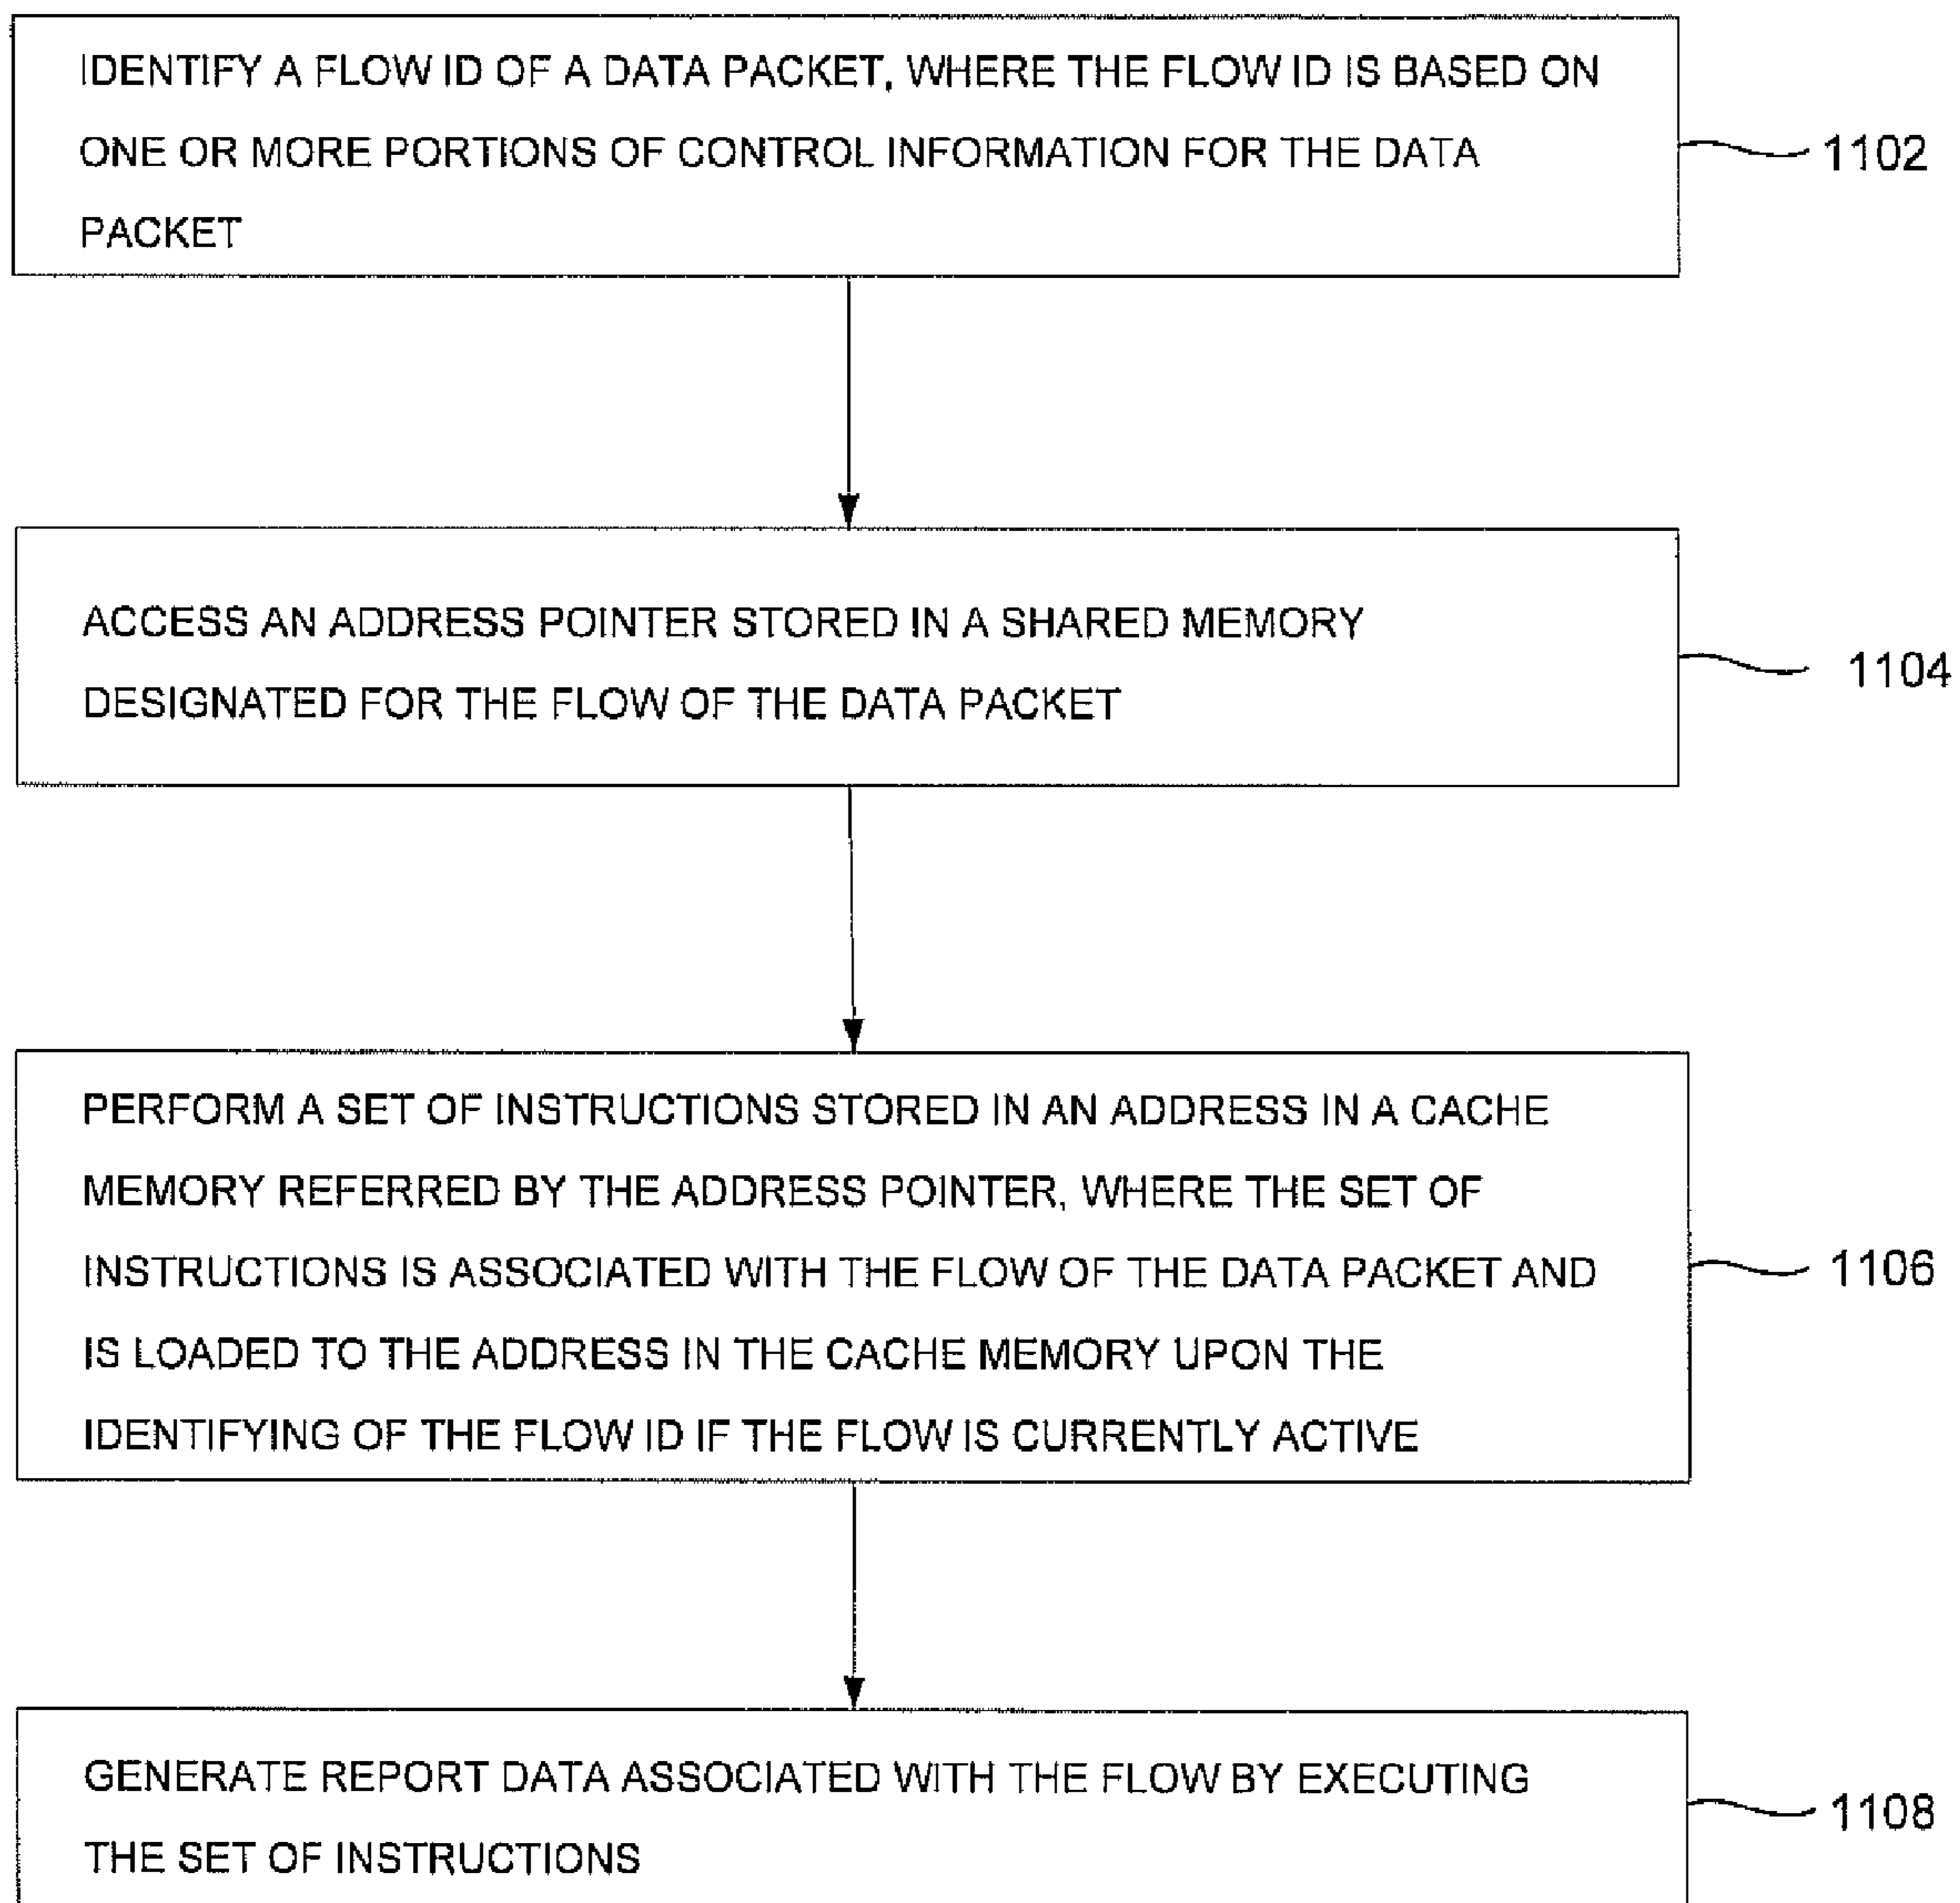 IDENTIFY A FLOW ID OF A DATA PACKET, WHERE THE FLOW ID IS BASED ON
ONE OR MORE PORTIONS OF CONTROL INFORMATION FOR THE DATA
PACKET
1102
ACCESS AN ADDRESS POINTER STORED IN A SHARED MEMORY
DESIGNATED FOR THE FLOW OF THE DATA PACKET
1104
PERFORM A SET OF INSTRUCTIONS STORED IN AN ADDRESS IN A CACHE
MEMORY REFERRED BY THE ADDRESS POINTER, WHERE THE SET OF
INSTRUCTIONS IS ASSOCIATED WITH THE FLOW OF THE DATA PACKET AND
IS LOADED TO THE ADDRESS IN THE CACHE MEMORY UPON THE
IDENTIFYING OF THE FLOW ID IF THE FLOW IS CURRENTLY ACTIVE
1106
GENERATE REPORT DATA ASSOCIATED WITH THE FLOW BY EXECUTING
THE SET OF INSTRUCTIONS
1108